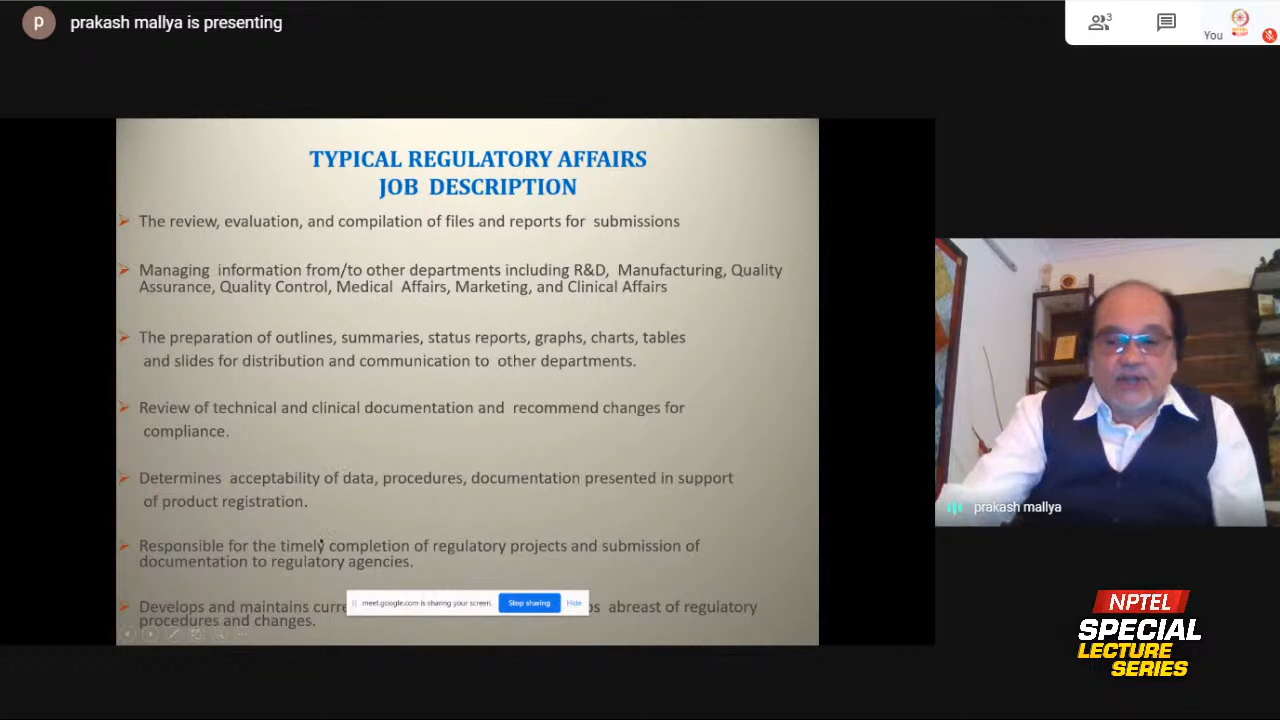 p
prakash mallya is presenting
3
You
TYPICAL REGULATORY AFFAIRS
JOB DESCRIPTION
The review, evaluation, and compilation of files and reports for submissions
Managing information from/to other departments including R&D, Manufacturing, Quality
Assurance, Quality Control, Medical Affairs, Marketing, and Clinical Affairs
The preparation of outlines, summaries, status reports, graphs, charts, tables
and slides for distribution and communication to other departments.
Review of technical and clinical documentation and recommend changes for
compliance.
Determines acceptability of data, procedures, documentation presented in support
of product registration.
Responsible for the timely completion of regulatory projects and submission of
documentation to regulatory agencies.
Develops and maintains abreast of regulatory
procedures and changes.
meet.google.com is sharing your screen.
Stop sharing
Hide
prakash mallya
NPTEL
SPECIAL
LECTURE
SERIES